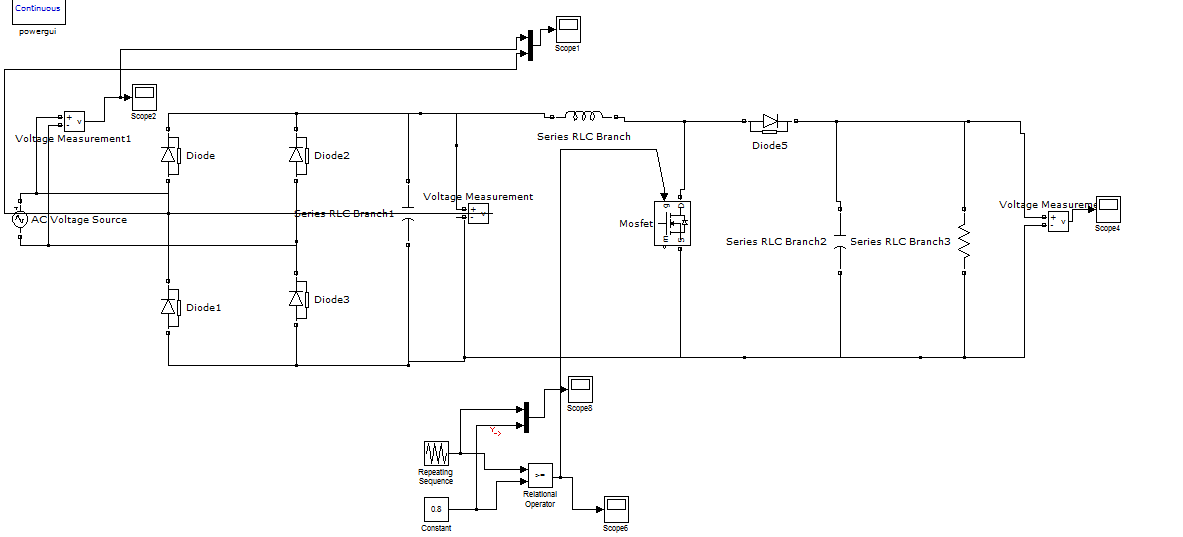 Continuous
powergui
Scope1
Scope2
Voltage Measurement1
Diode
Diode2
Series RLC Branch
Diode5
AC Voltage Source
Series RLC Branch1
Voltage Measurement
+
-
v
Mosfet
g
D
m
S
Series RLC Branch2
Series RLC Branch3
Voltage Measureme
Scope4
Diode1
Diode3
Scope8
Repeating
Sequence
>=
Relational
Operator
0.8
Constant
Scope6